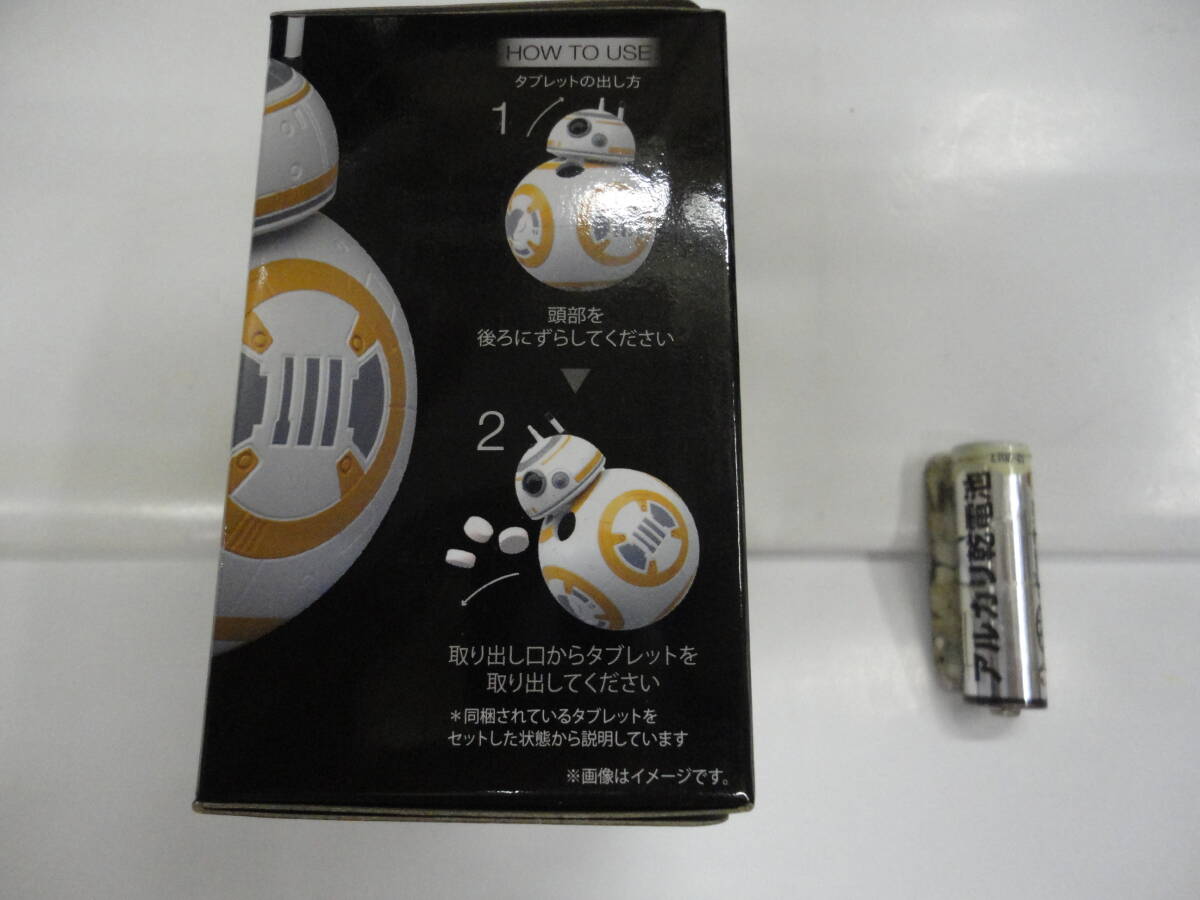 HOW TO USE
タブレットの出し方
1
頭部を
後ろにずらしてください
2
取り出し口からタブレットを
取り出してください
＊同梱されているタブレットを
セットした状態から説明しています
※画像はイメージです。
アルカリ乾電池